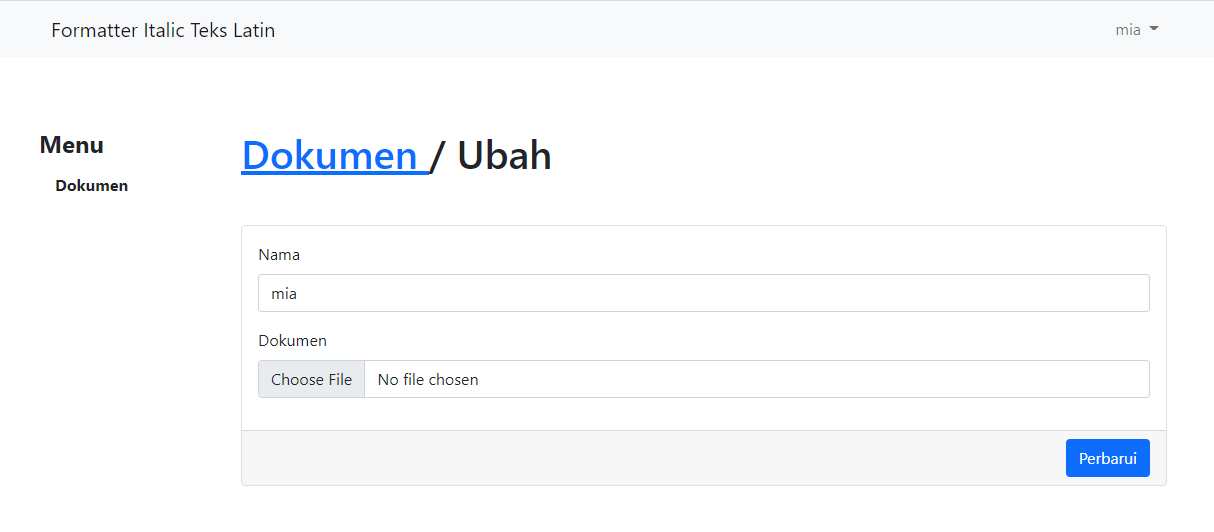 Formatter Italic Teks Latin
mia
Menu
Dokumen
Dokumen / Ubah
Nama
mia
Dokumen
Choose File No file chosen
Perbarui